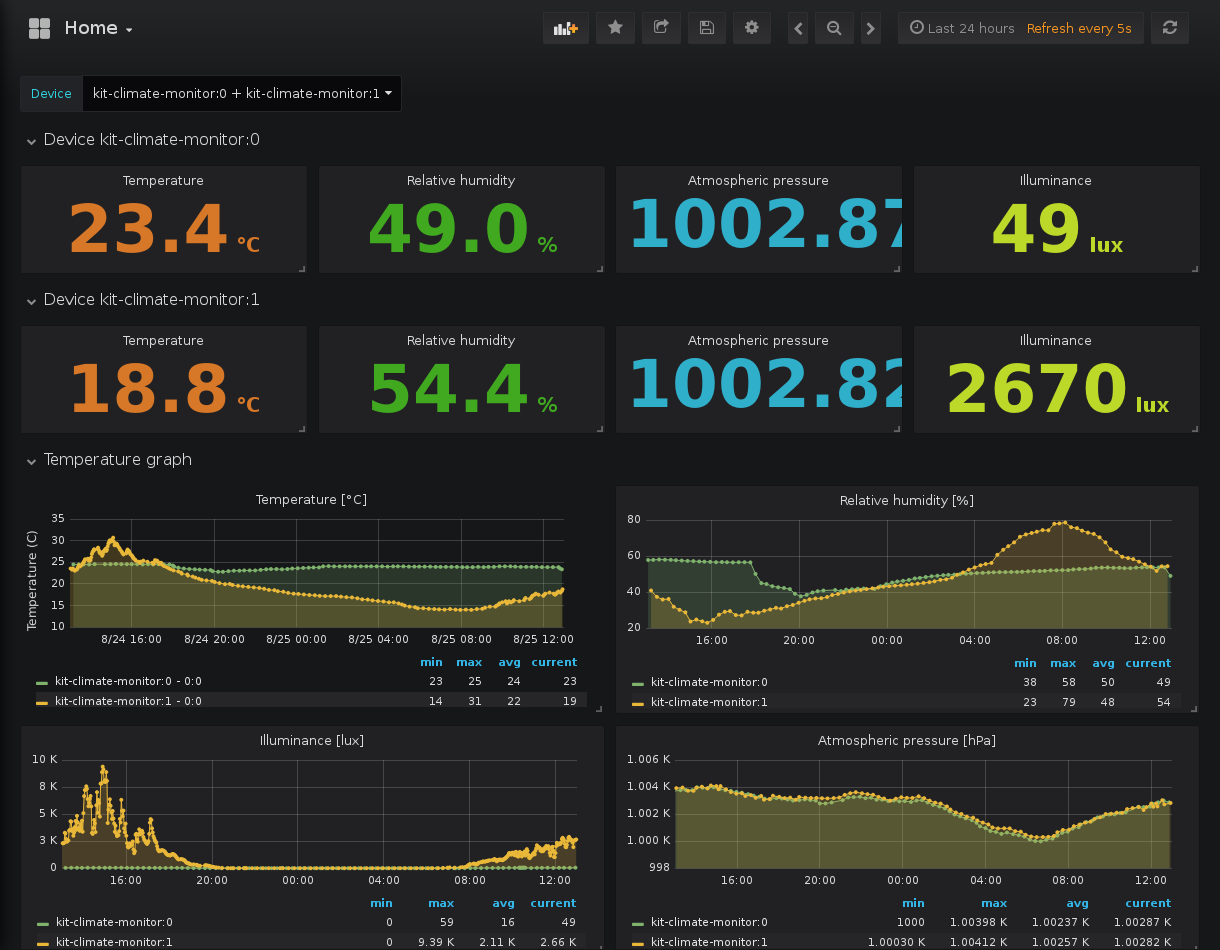 Home
Last 24 hours Refresh every 5s
Device kit-climate-monitor:0 + kit-climate-monitor:1
Device kit-climate-monitor:0
Temperature Relative humidity Atmospheric pressure Illuminance
23.4 °C 49.0 % 1002.87 49 lux
Device kit-climate-monitor:1
Temperature Relative humidity Atmospheric pressure Illuminance
18.8 °C 54.4 % 1002.82 2670 lux
Temperature graph
Temperature [°C]
Temperature (C)
35
30
25
20
15
10
8/24 16:00 8/24 20:00 8/25 00:00 8/25 04:00 8/25 08:00 8/25 12:00
min max avg current
kit-climate-monitor:0 - 0:0 23 25 24 23
kit-climate-monitor:1 - 0:0 14 31 22 19
Relative humidity [%]
80
60
40
20
16:00 20:00 00:00 04:00 08:00 12:00
min max avg current
kit-climate-monitor:0 38 58 50 49
kit-climate-monitor:1 23 79 48 54
Illuminance [lux]
10 K
8 K
5 K
3 K
0
16:00 20:00 00:00 04:00 08:00 12:00
min max avg current
kit-climate-monitor:0 0 59 16 49
kit-climate-monitor:1 0 9.39 K 2.11 K 2.66 K
Atmospheric pressure [hPa]
1.006 K
1.004 K
1.002 K
1.000 K
998
16:00 20:00 00:00 04:00 08:00 12:00
min max avg current
kit-climate-monitor:0 1000 1.00398 K 1.00237 K 1.00287 K
kit-climate-monitor:1 1.00030 K 1.00412 K 1.00257 K 1.00282 K